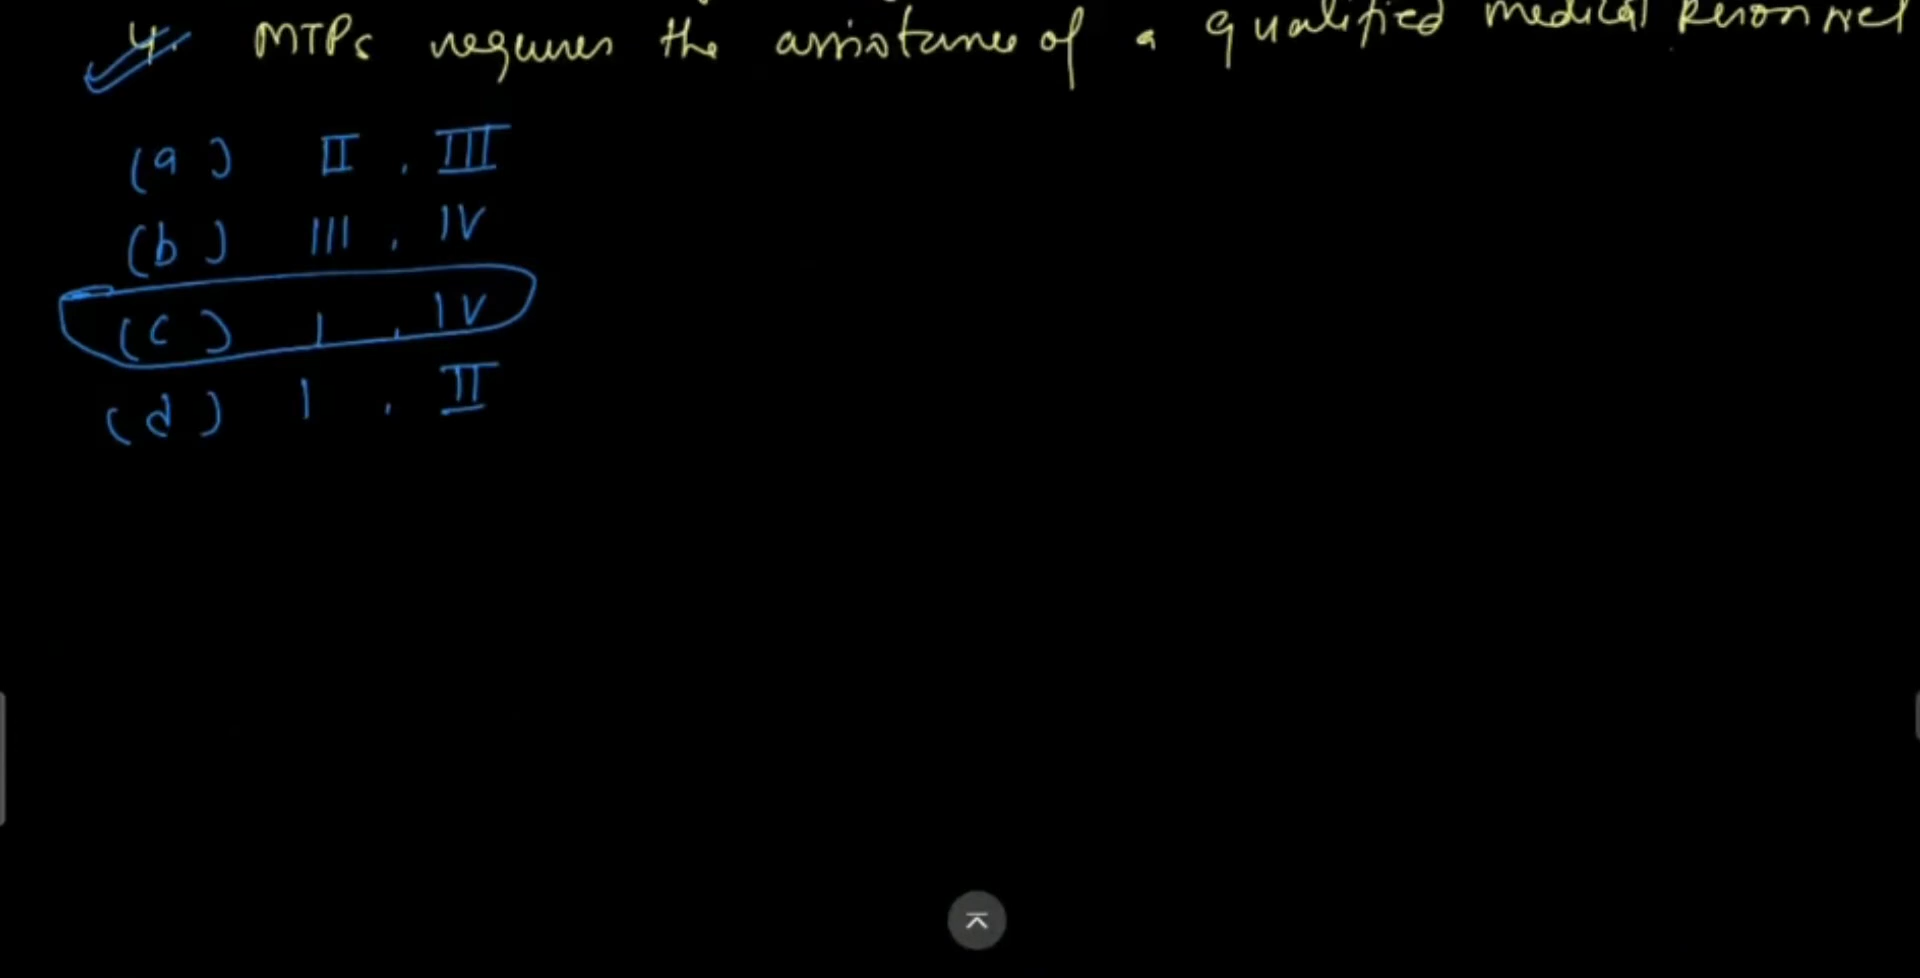 4. MTPs requires the assistance of a qualified medical personnel
(a) II , III
(b) III , IV
(c) I , IV
(d) I , II